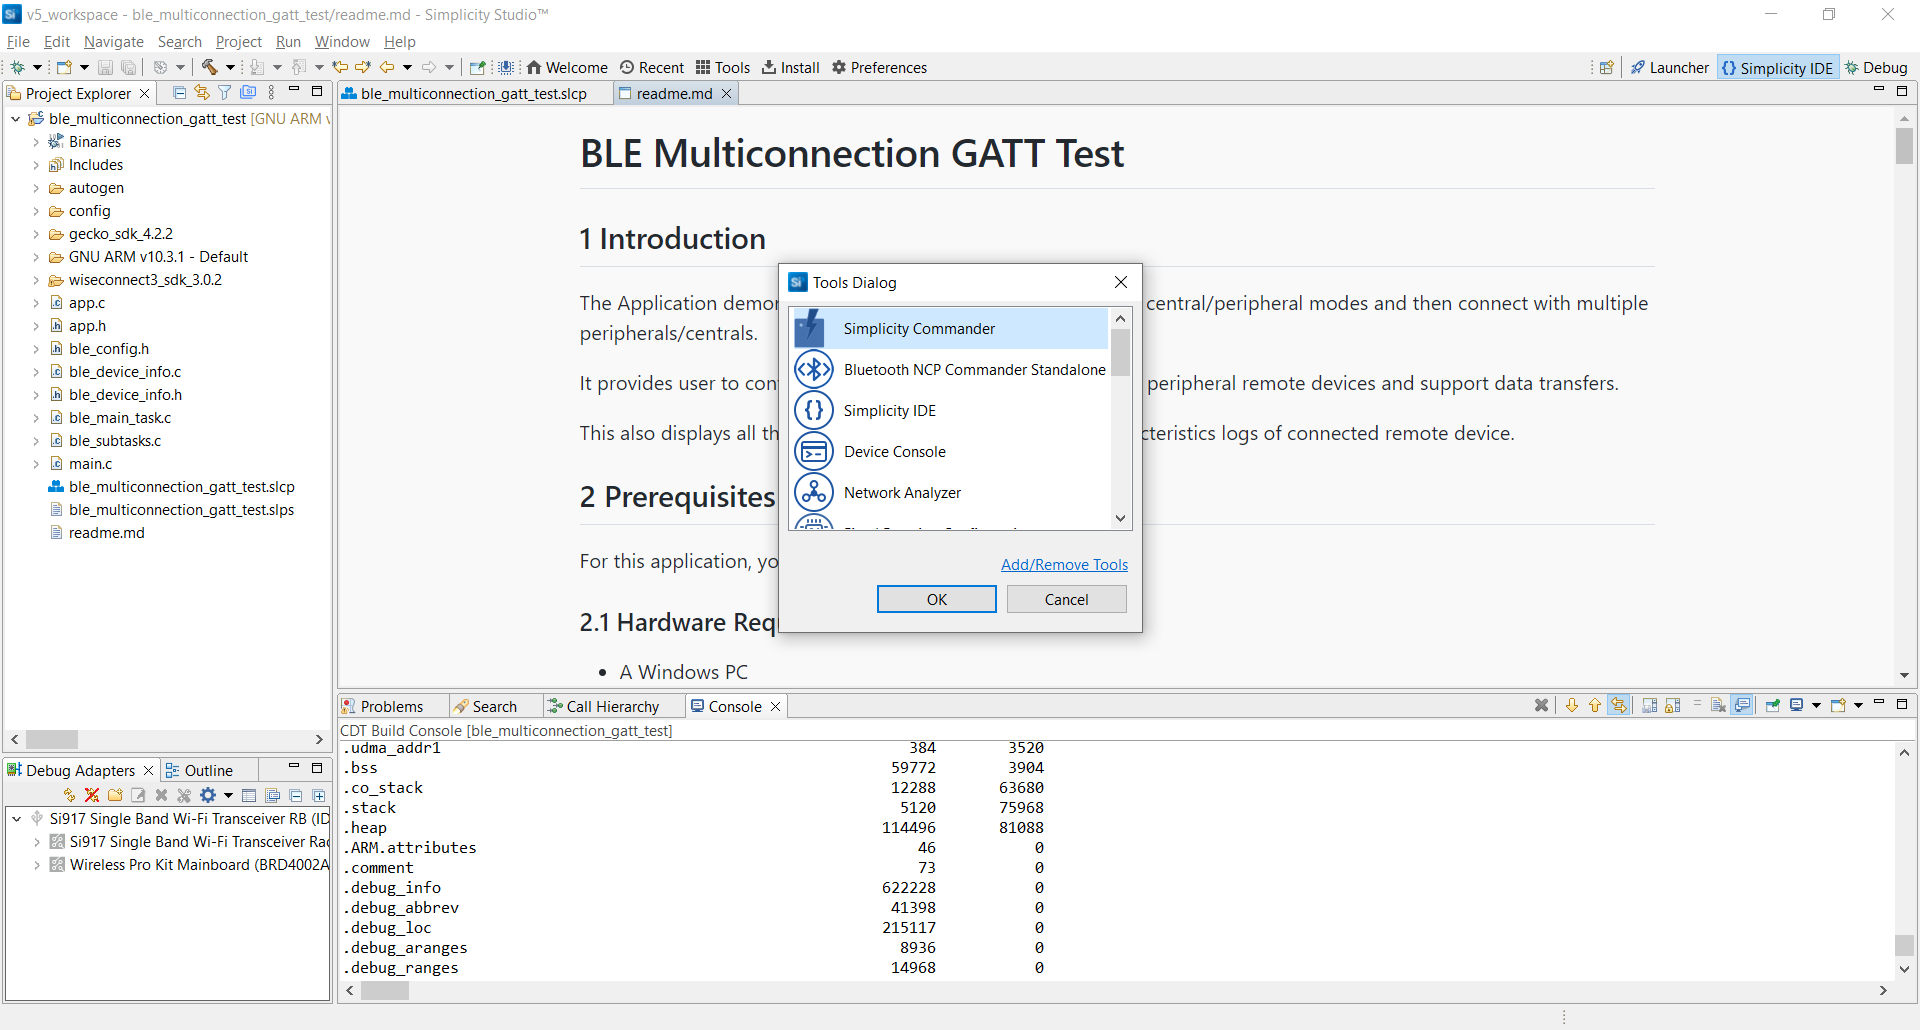 v5_workspace - ble_multiconnection_gatt_test/readme.md - Simplicity Studio™
File Edit Navigate Search Project Run Window Help
Welcome Recent Tools Install Preferences
Launcher Simplicity IDE Debug
Project Explorer
ble_multiconnection_gatt_test [GNU ARM v
Binaries
Includes
autogen
config
gecko_sdk_4.2.2
GNU ARM v10.3.1 - Default
wiseconnect3_sdk_3.0.2
app.c
app.h
ble_config.h
ble_device_info.c
ble_device_info.h
ble_main_task.c
ble_subtasks.c
main.c
ble_multiconnection_gatt_test.slcp
ble_multiconnection_gatt_test.slps
readme.md
Debug Adapters Outline
Si917 Single Band Wi-Fi Transceiver RB (ID
Si917 Single Band Wi-Fi Transceiver Rac
Wireless Pro Kit Mainboard (BRD4002A
ble_multiconnection_gatt_test.slcp readme.md
BLE Multiconnection GATT Test
1 Introduction
The Application demon central/peripheral modes and then connect with multiple
peripherals/centrals.
It provides user to con peripheral remote devices and support data transfers.
This also displays all th cteristics logs of connected remote device.
2 Prerequisites
For this application, yo
2.1 Hardware Requ
• A Windows PC
Tools Dialog
Simplicity Commander
Bluetooth NCP Commander Standalone
Simplicity IDE
Device Console
Network Analyzer
Add/Remove Tools
OK Cancel
Problems Search Call Hierarchy Console
CDT Build Console [ble_multiconnection_gatt_test]
.udma_addr1 384 3520
.bss 59772 3904
.co_stack 12288 63680
.stack 5120 75968
.heap 114496 81088
.ARM.attributes 46 0
.comment 73 0
.debug_info 622228 0
.debug_abbrev 41398 0
.debug_loc 215117 0
.debug_aranges 8936 0
.debug_ranges 14968 0